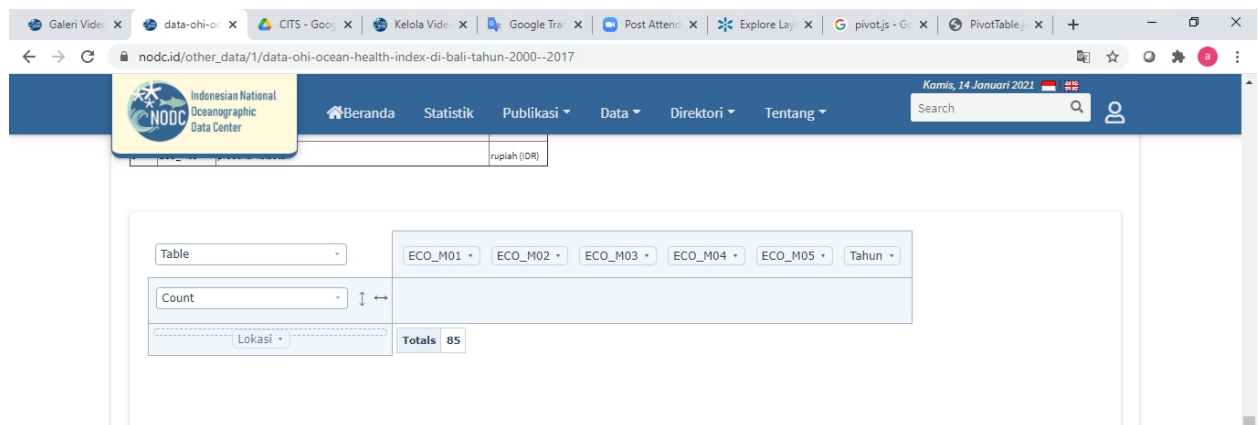 Galeri Videc
data-ohi-oc
CITS - Goog
Kelola Videc
Google Tran
Post Attend
Explore Lay
pivot.js - Go
PivotTable.j
nodc.id/other_data/1/data-ohi-ocean-health-index-di-bali-tahun-2000--2017
a
Kamis, 14 Januari 2021
Indonesian National
Oceanographic
Data Center
NODC
Beranda
Statistik
Publikasi
Data
Direktori
Tentang
Search
rupiah (IDR)
Table
ECO_M01
ECO_M02
ECO_M03
ECO_M04
ECO_M05
Tahun
Count
Lokasi
Totals 85